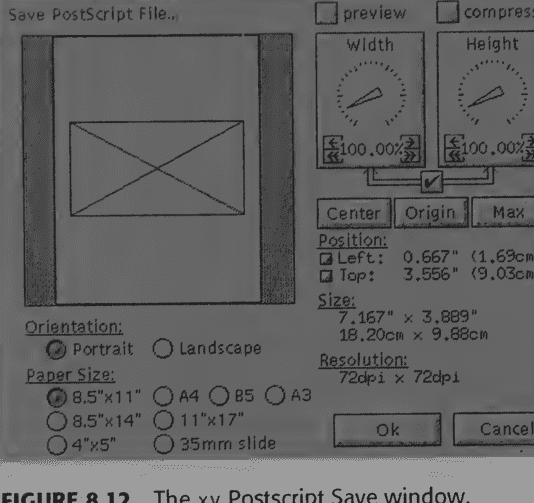 Save PostScript File...
preview
compress
Width
Height
100.00%
100.00%
Center
Origin
Max
Position:
Left: 0.667" (1.69cm
Top: 3.556" (9.03cm
Size:
7.167" x 3.889"
18.20cm x 9.88cm
Resolution:
72dpi x 72dpi
Orientation:
Portrait Landscape
Paper Size:
8.5"x11" A4 B5 A3
8.5"x14" 11"x17"
4"x5" 35mm slide
Ok
Cancel
FIGURE 8.12 The xv Postscript Save window.